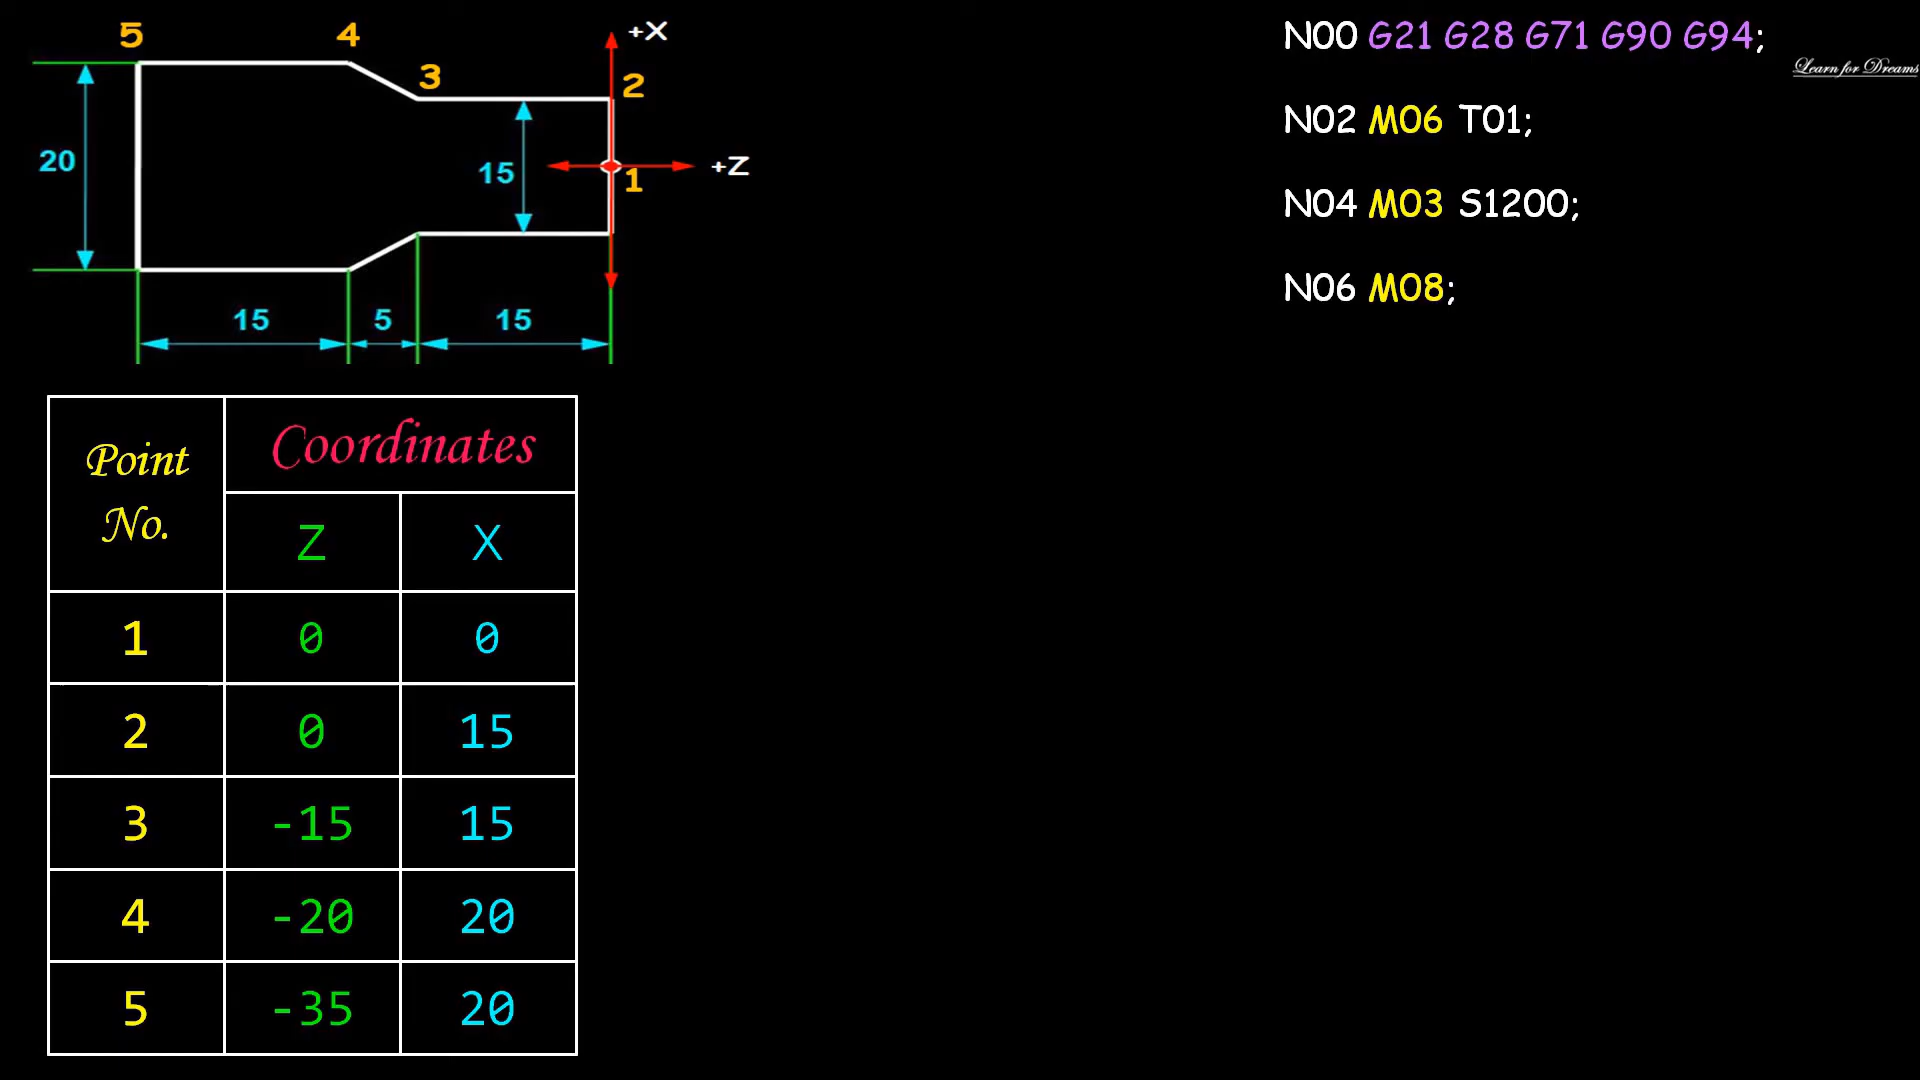 5 4 +X
3 2
20 15 +Z
1
15 5 15
Point No. Coordinates
Z X
1 0 0
2 0 15
3 -15 15
4 -20 20
5 -35 20
N00 G21 G28 G71 G90 G94;
Learn for Dreams
N02 M06 T01;
N04 M03 S1200;
N06 M08;